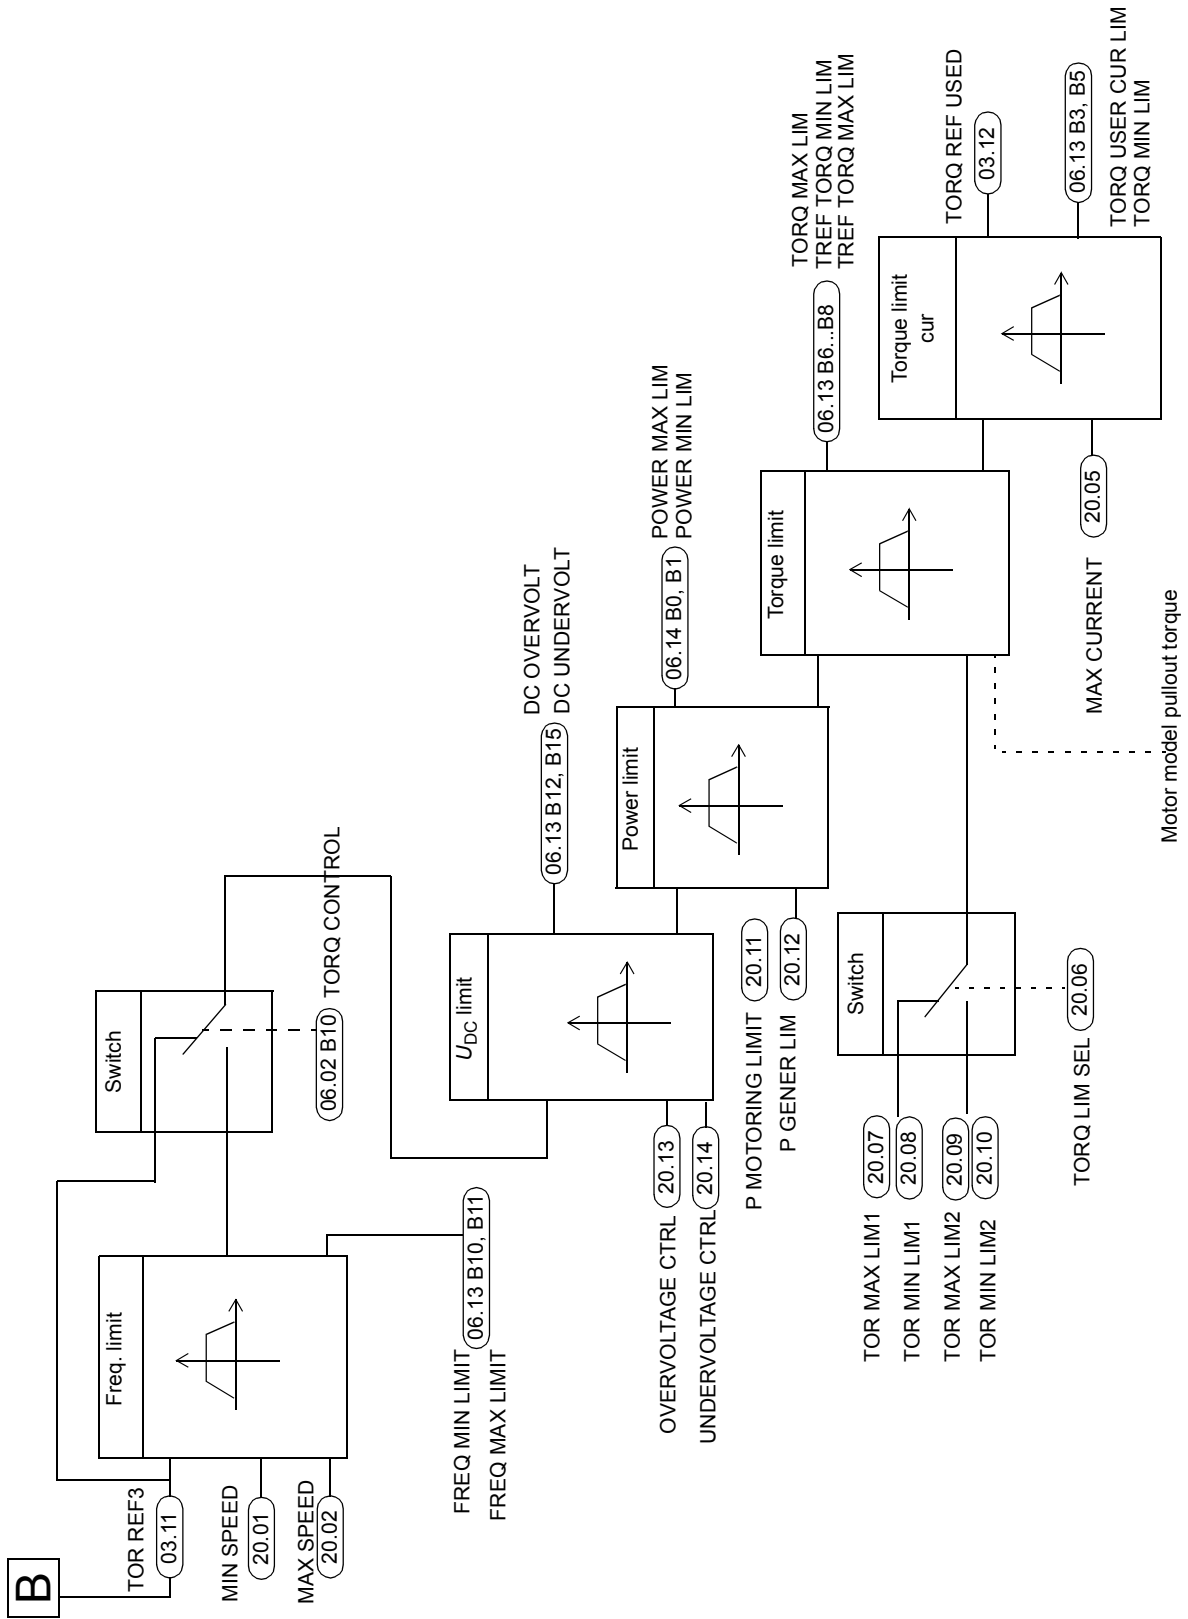 B
TOR REF3
03.11
MIN SPEED
20.01
MAX SPEED
20.02
Freq. limit
FREQ MIN LIMIT
FREQ MAX LIMIT
06.13 B10, B11
Switch
06.02 B10
TORQ CONTROL
OVERVOLTAGE CTRL
20.13
UNDERVOLTAGE CTRL
20.14
UDC limit
06.13 B12, B15
DC OVERVOLT
DC UNDERVOLT
P MOTORING LIMIT
20.11
P GENER LIM
20.12
Power limit
06.14 B0, B1
POWER MAX LIM
POWER MIN LIM
TOR MAX LIM1
20.07
TOR MIN LIM1
20.08
TOR MAX LIM2
20.09
TOR MIN LIM2
20.10
Switch
TORQ LIM SEL
20.06
Torque limit
06.13 B6...B8
TORQ MAX LIM
TREF TORQ MIN LIM
TREF TORQ MAX LIM
Motor model pullout torque
MAX CURRENT
20.05
Torque limit
cur
TORQ REF USED
03.12
06.13 B3, B5
TORQ USER CUR LIM
TORQ MIN LIM